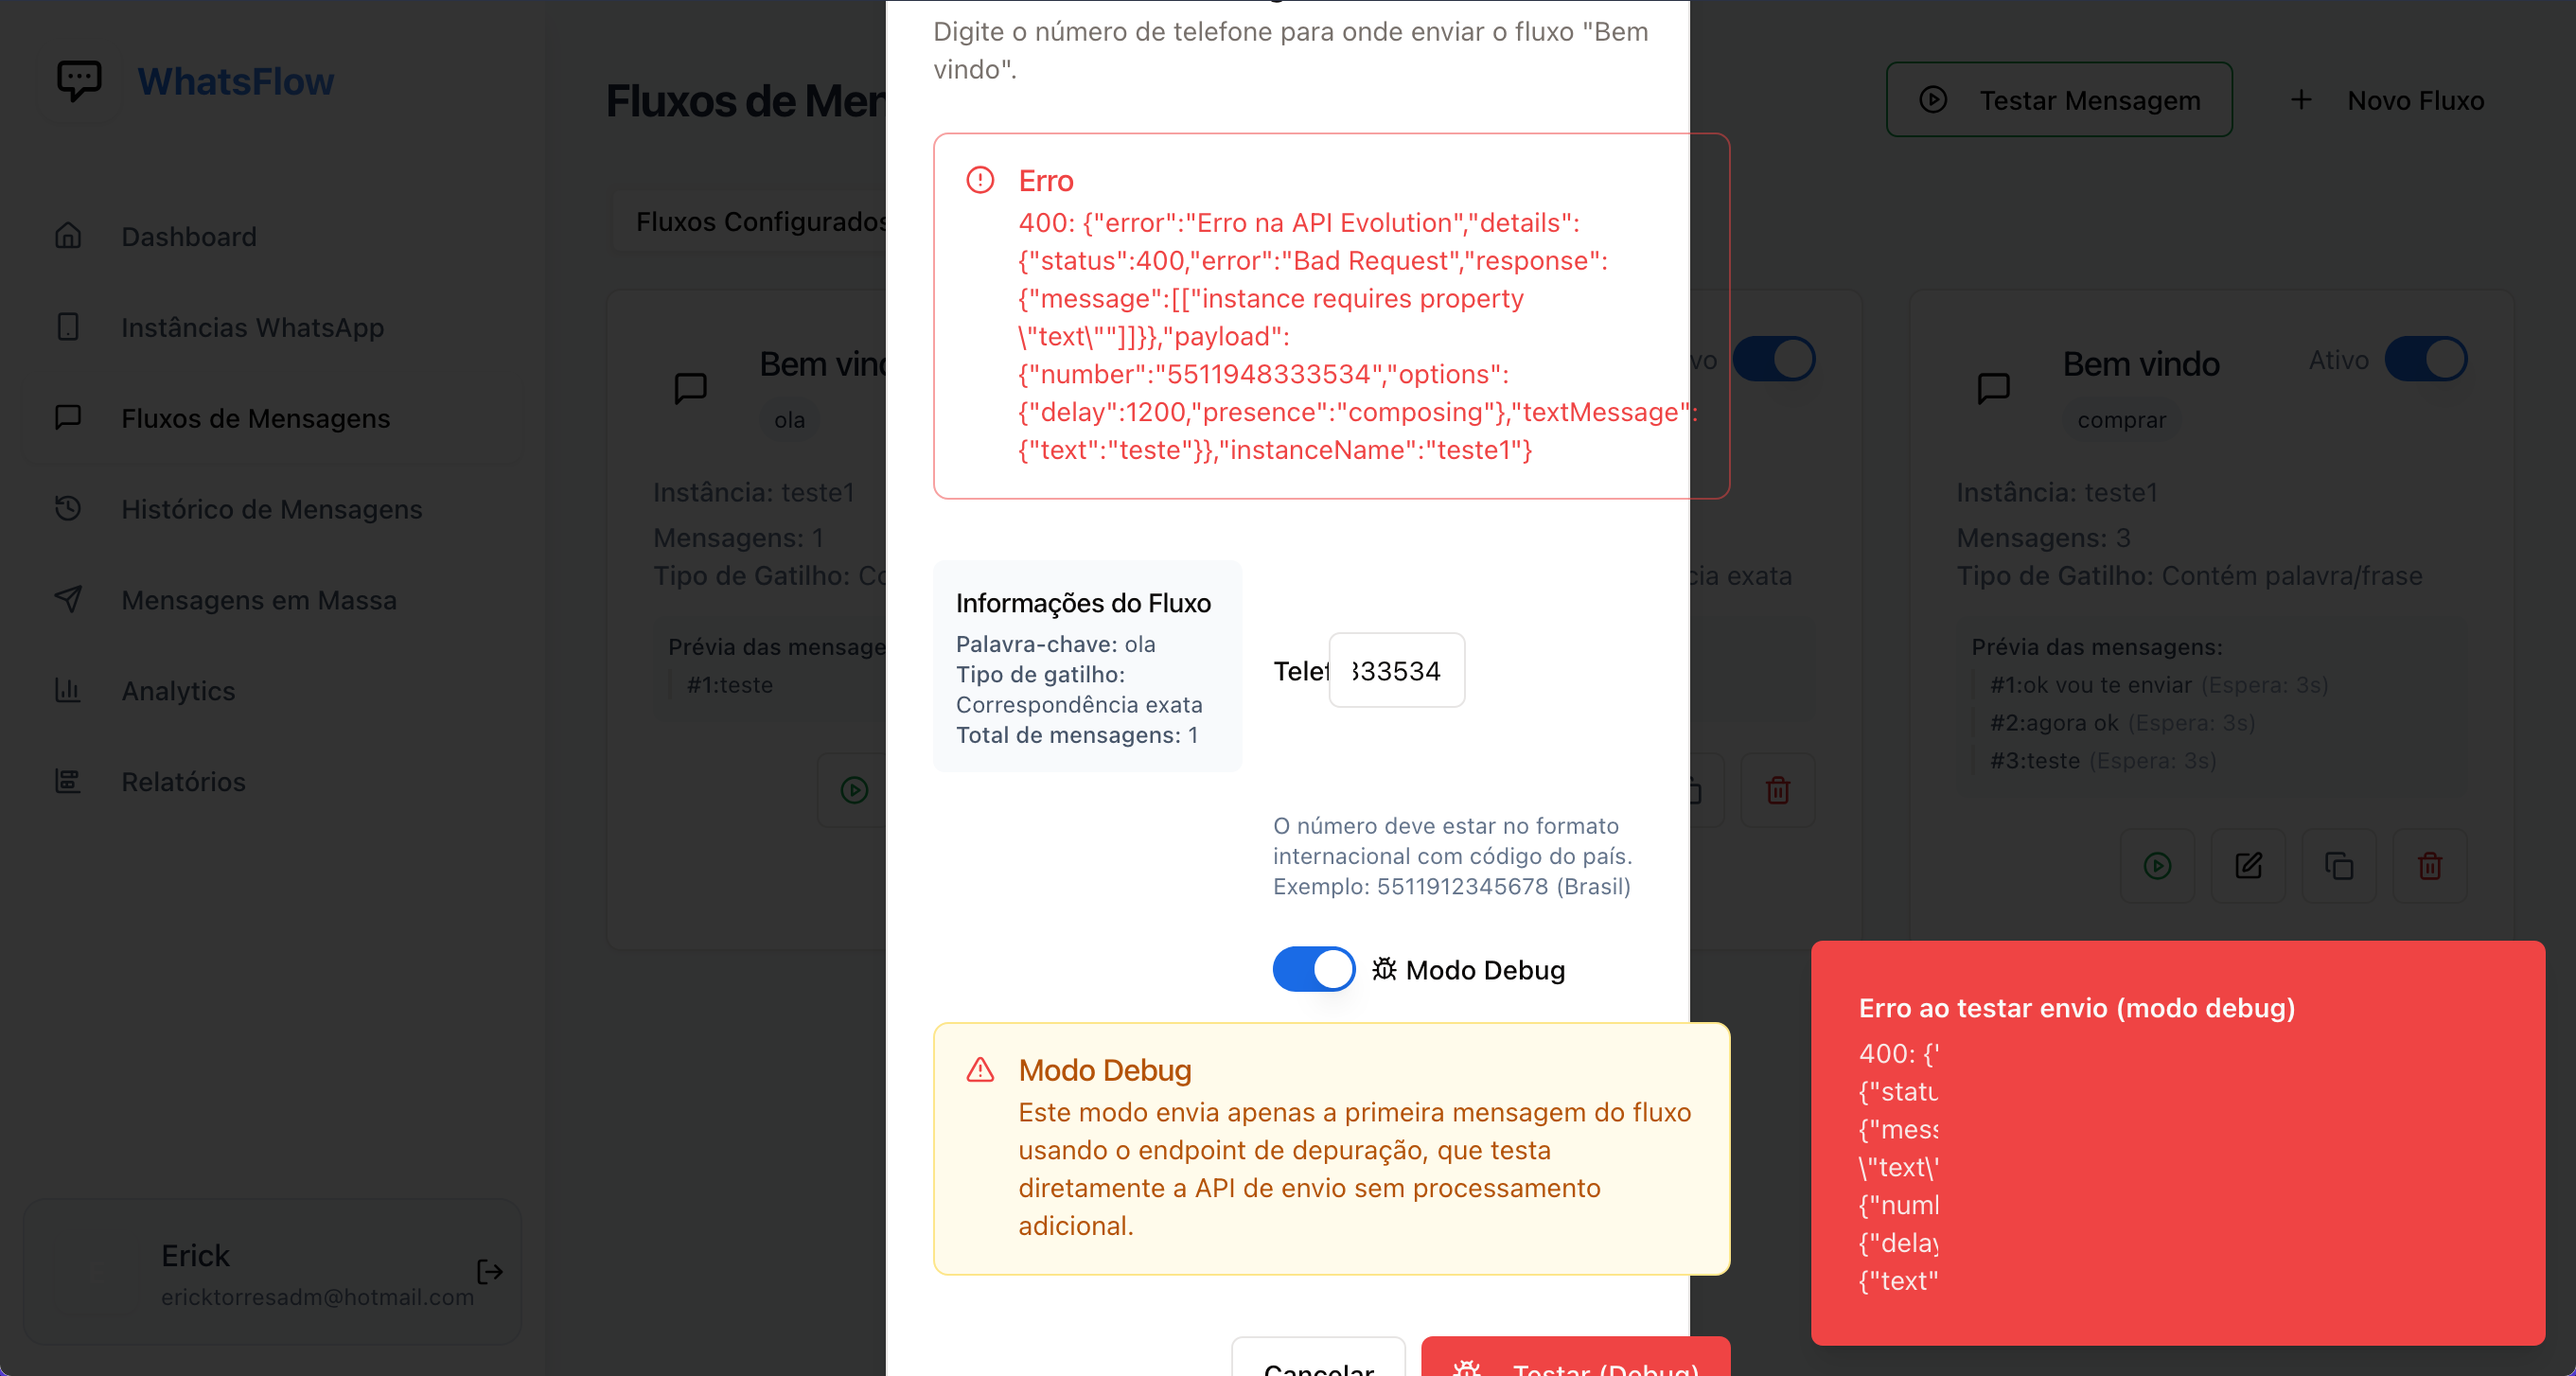 WhatsFlow
Dashboard
Instâncias WhatsApp
Fluxos de Mensagens
Histórico de Mensagens
Mensagens em Massa
Analytics
Relatórios
Erick
ericktorresadm@hotmail.com
Fluxos de Men
Testar Mensagem
Novo Fluxo
Fluxos Configurados
Bem vind
ola
Instância: teste1
Mensagens: 1
Tipo de Gatilho: Co
Prévia das mensage
#1:teste
Digite o número de telefone para onde enviar o fluxo "Bem
vindo".
Erro
400: {"error":"Erro na API Evolution","details":
{"status":400,"error":"Bad Request","response":
{"message":[["instance requires property
\"text\""]]}},"payload":
{"number":"5511948333534","options":
{"delay":1200,"presence":"composing"},"textMessage":
{"text":"teste"}},"instanceName":"teste1"}
Informações do Fluxo
Palavra-chave: ola
Tipo de gatilho:
Correspondência exata
Total de mensagens: 1
Telef
333534
O número deve estar no formato
internacional com código do país.
Exemplo: 5511912345678 (Brasil)
Modo Debug
Modo Debug
Este modo envia apenas a primeira mensagem do fluxo
usando o endpoint de depuração, que testa
diretamente a API de envio sem processamento
adicional.
Cancelar
Testar (Debug)
vo
cia exata
Bem vindo
Ativo
comprar
Instância: teste1
Mensagens: 3
Tipo de Gatilho: Contém palavra/frase
Prévia das mensagens:
#1:ok vou te enviar (Espera: 3s)
#2:agora ok (Espera: 3s)
#3:teste (Espera: 3s)
Erro ao testar envio (modo debug)
400: {"
{"statu
{"mess
\"text\"
{"numl
{"delay
{"text"